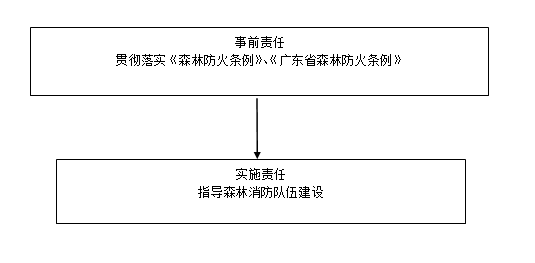 事前责任
贯彻落实《森林防火条例》、《广东省森林防火条例》
实施责任
指导森林消防队伍建设